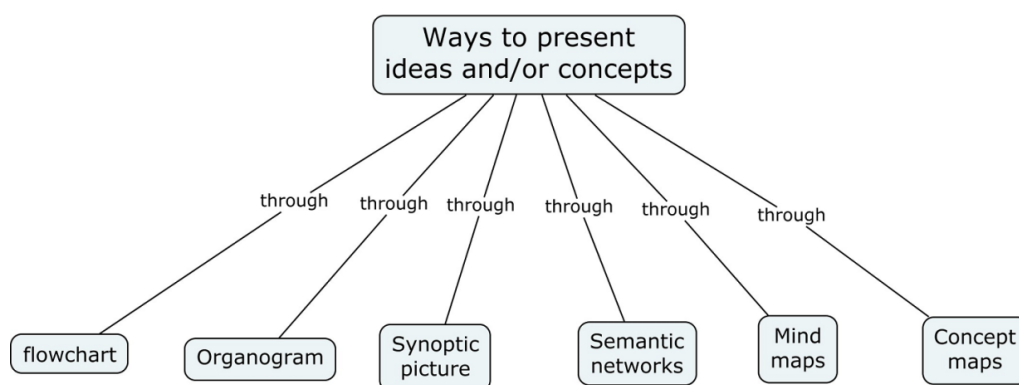 Ways to present
ideas and/or concepts
through
through
through
through
through
through
flowchart
Organogram
Synoptic
picture
Semantic
networks
Mind
maps
Concept
maps